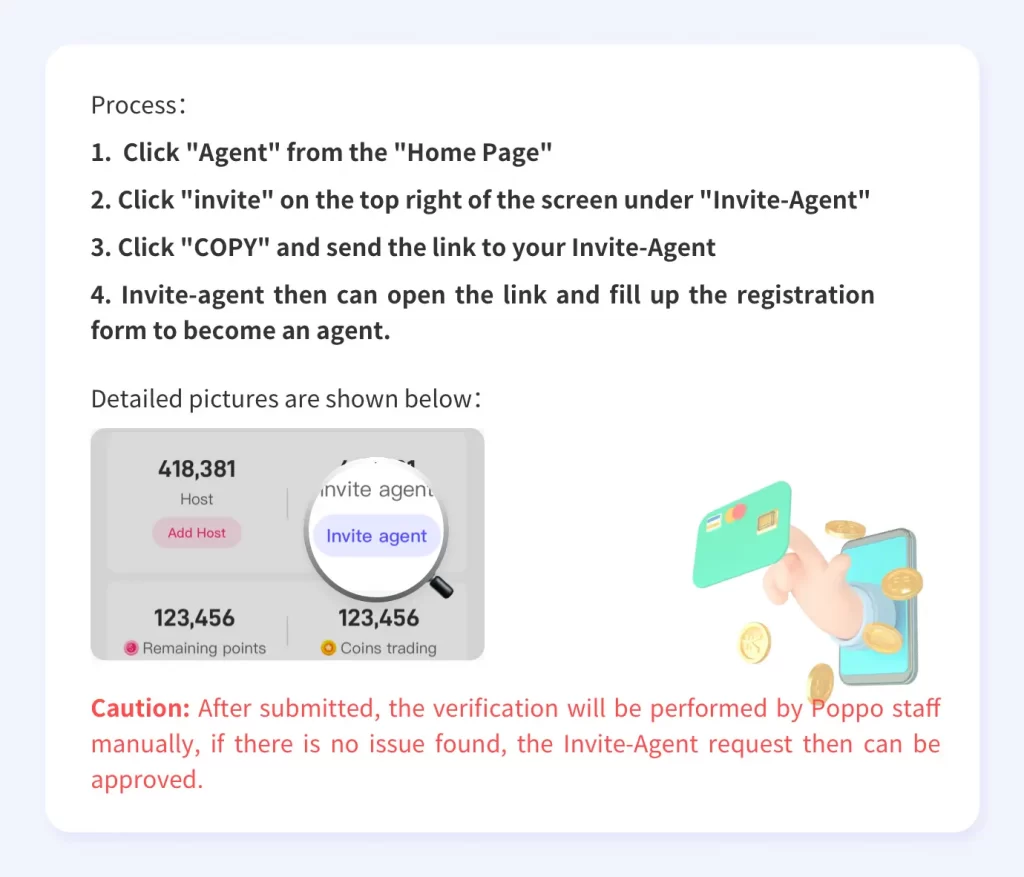 Process：
1. Click "Agent" from the "Home Page"
2. Click "invite" on the top right of the screen under "Invite-Agent"
3. Click "COPY" and send the link to your Invite-Agent
4. Invite-agent then can open the link and fill up the registration
form to become an agent.
Detailed pictures are shown below：
418,381
Host
Add Host
Invite agent
Invite agent
123,456
Remaining points
123,456
Coins trading
Caution: After submitted, the verification will be performed by Poppo staff
manually, if there is no issue found, the Invite-Agent request then can be
approved.